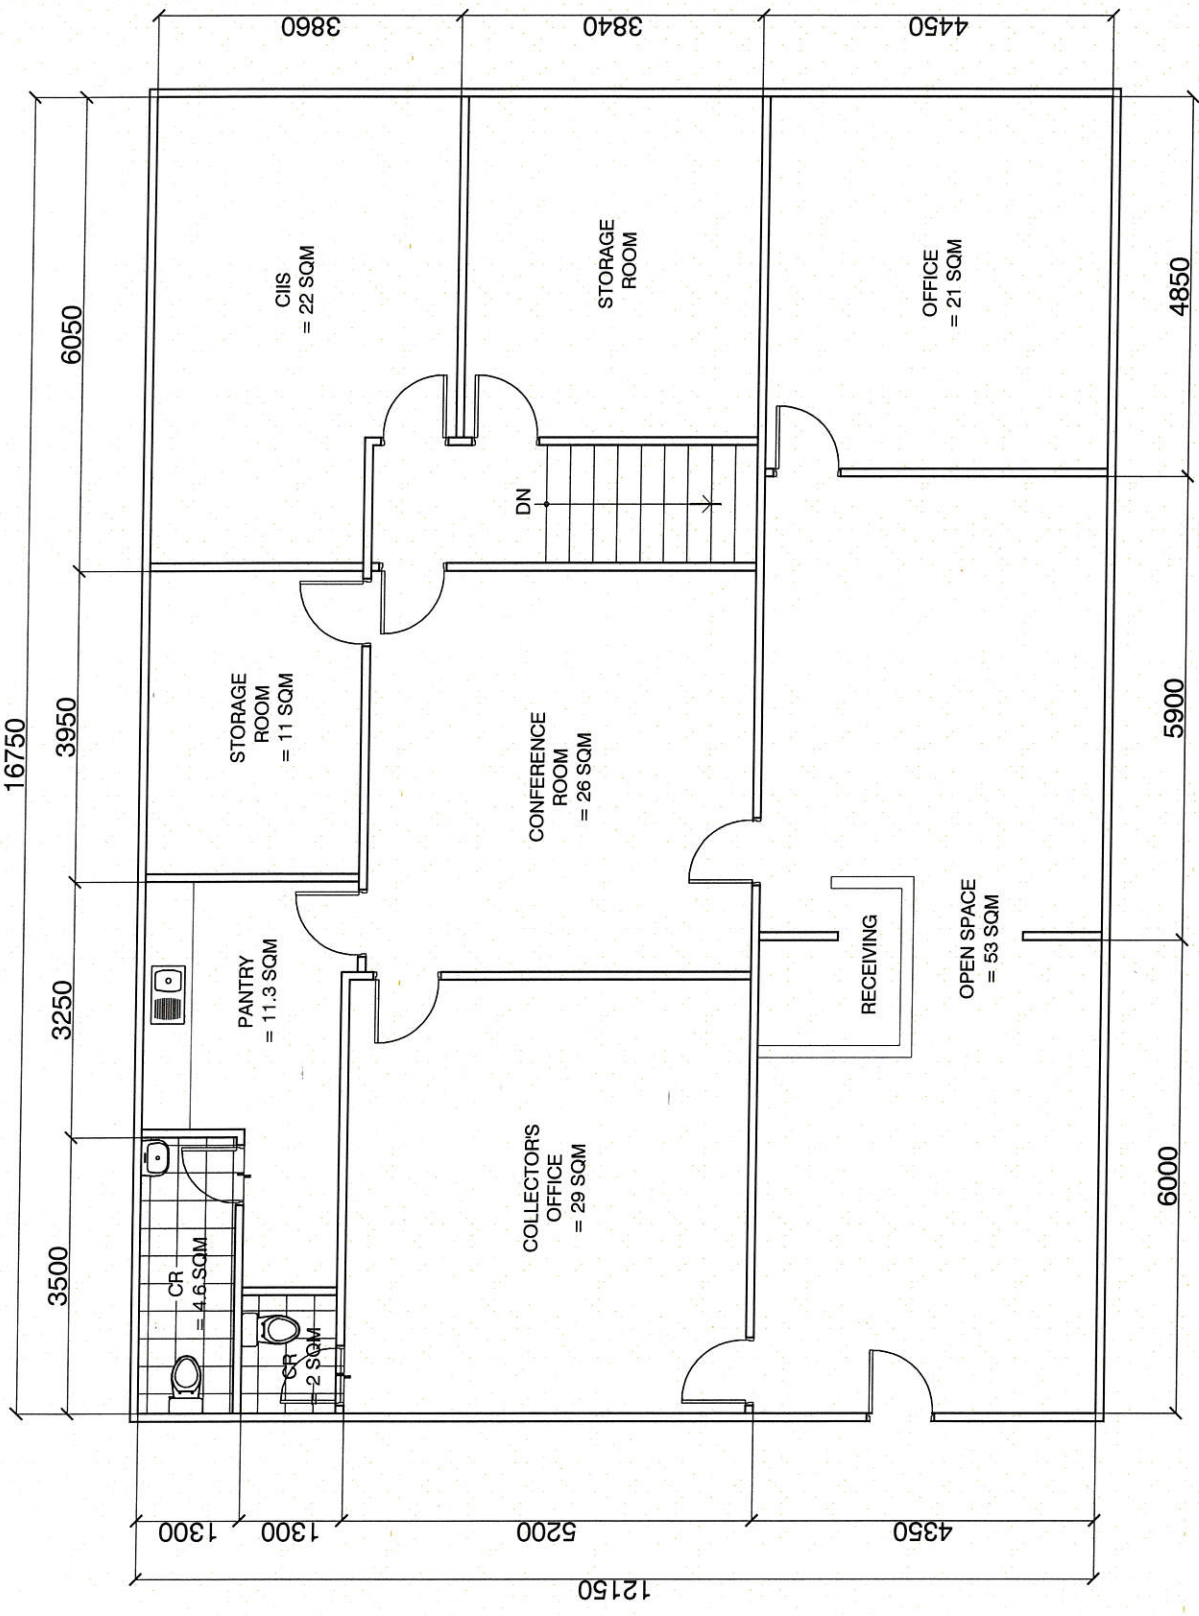 3860
3840
4450
16750
6050
3950
3250
3500
CIIS
= 22 SQM
STORAGE
ROOM
OFFICE
= 21 SQM
4850
DN
STORAGE
ROOM
= 11 SQM
CONFERENCE
ROOM
= 26 SQM
5900
PANTRY
= 11.3 SQM
RECEIVING
OPEN SPACE
= 53 SQM
COLLECTOR'S
OFFICE
= 29 SQM
6000
CR
= 4.6 SQM
CR
= 2 SQM
1300
1300
5200
4350
12150